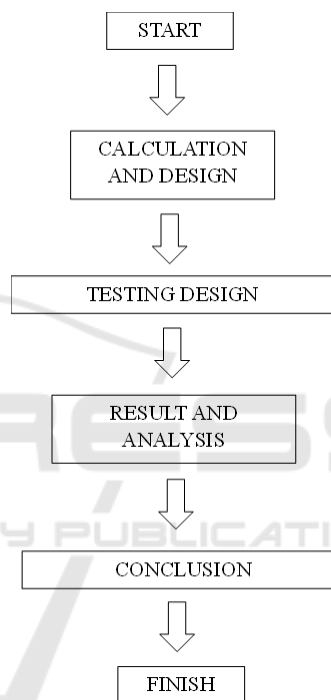 START
CALCULATION
AND DESIGN
TESTING DESIGN
RESULT AND
ANALYSIS
CONCLUSION
FINISH